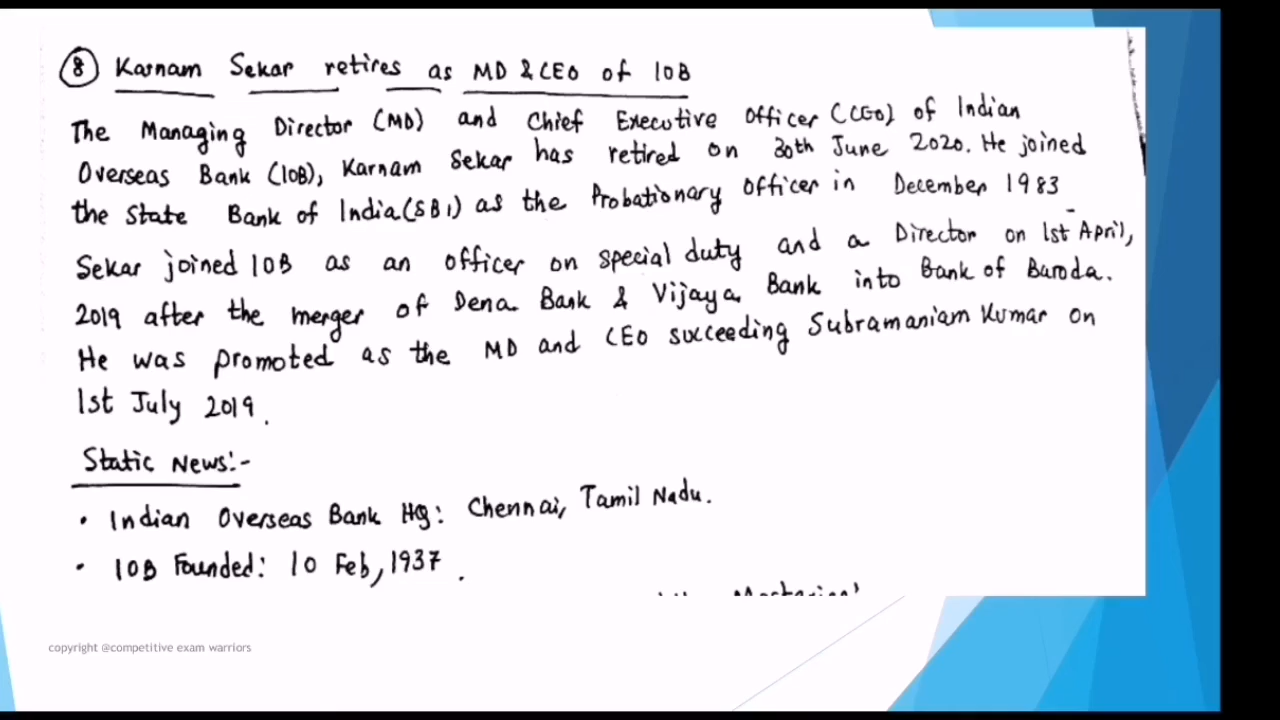 8 Karnam Sekar retires as MD & CEO of IOB
The Managing Director (MD) and Chief Executive Officer (CEO) of Indian
Overseas Bank (IOB), Karnam Sekar has retired on 30th June 2020. He joined
the State Bank of India (SBI) as the Probationary Officer in December 1983
Sekar joined IOB as an officer on special duty and a Director on 1st April,
2019 after the merger of Dena Bank & Vijaya Bank into Bank of Baroda.
He was promoted as the MD and CEO succeeding Subramaniam Kumar on
1st July 2019.
Static News:-
• Indian Overseas Bank HQ: Chennai, Tamil Nadu.
• IOB Founded: 10 Feb, 1937.
copyright @competitive exam warriors